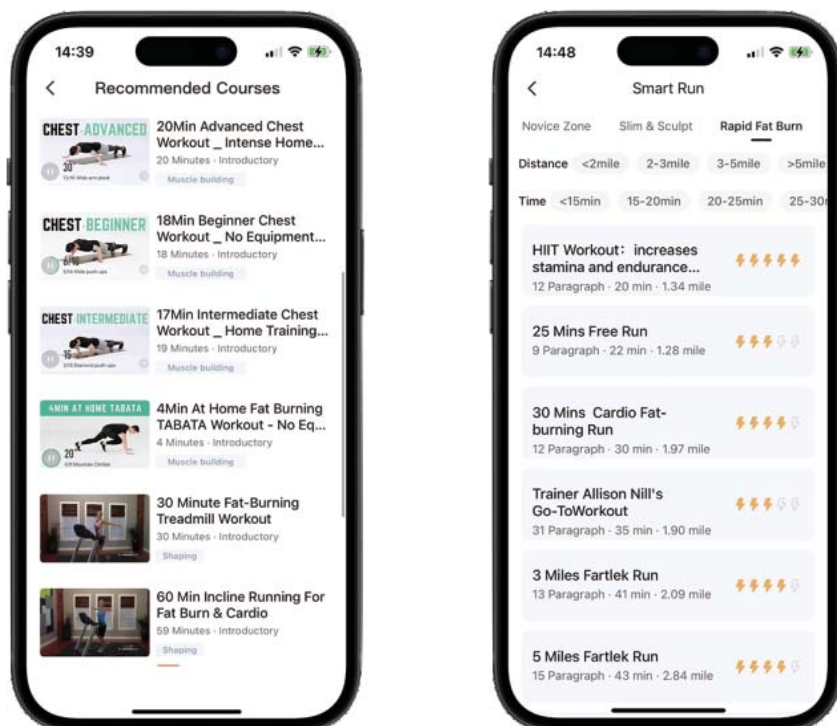 14:39
Recommended Courses
CHEST ADVANCED
30
20Min Advanced Chest
Workout _ Intense Home...
20 Minutes · Introductory
Muscle building
CHEST BEGINNER
18Min Beginner Chest
Workout _ No Equipment...
18 Minutes · Introductory
Muscle building
CHEST INTERMEDIATE
15
17Min Intermediate Chest
Workout _ Home Training...
19 Minutes · Introductory
Muscle building
4MIN AT HOME TABATA
20
4Min At Home Fat Burning
TABATA Workout - No Eq...
4 Minutes · Introductory
Muscle building
30 Minute Fat-Burning
Treadmill Workout
30 Minutes · Introductory
Shaping
60 Min Incline Running For
Fat Burn & Cardio
59 Minutes · Introductory
Shaping
14:48
Smart Run
Novice Zone Slim & Sculpt Rapid Fat Burn
Distance <2mile 2-3mile 3-5mile >5mile
Time <15min 15-20min 20-25min 25-30
HIIT Workout: increases
stamina and endurance...
12 Paragraph · 20 min · 1.34 mile
25 Mins Free Run
9 Paragraph · 22 min · 1.28 mile
30 Mins Cardio Fat-
burning Run
12 Paragraph · 30 min · 1.97 mile
Trainer Allison Nill's
Go-ToWorkout
31 Paragraph · 35 min · 1.90 mile
3 Miles Fartlek Run
13 Paragraph · 41 min · 2.09 mile
5 Miles Fartlek Run
15 Paragraph · 43 min · 2.84 mile